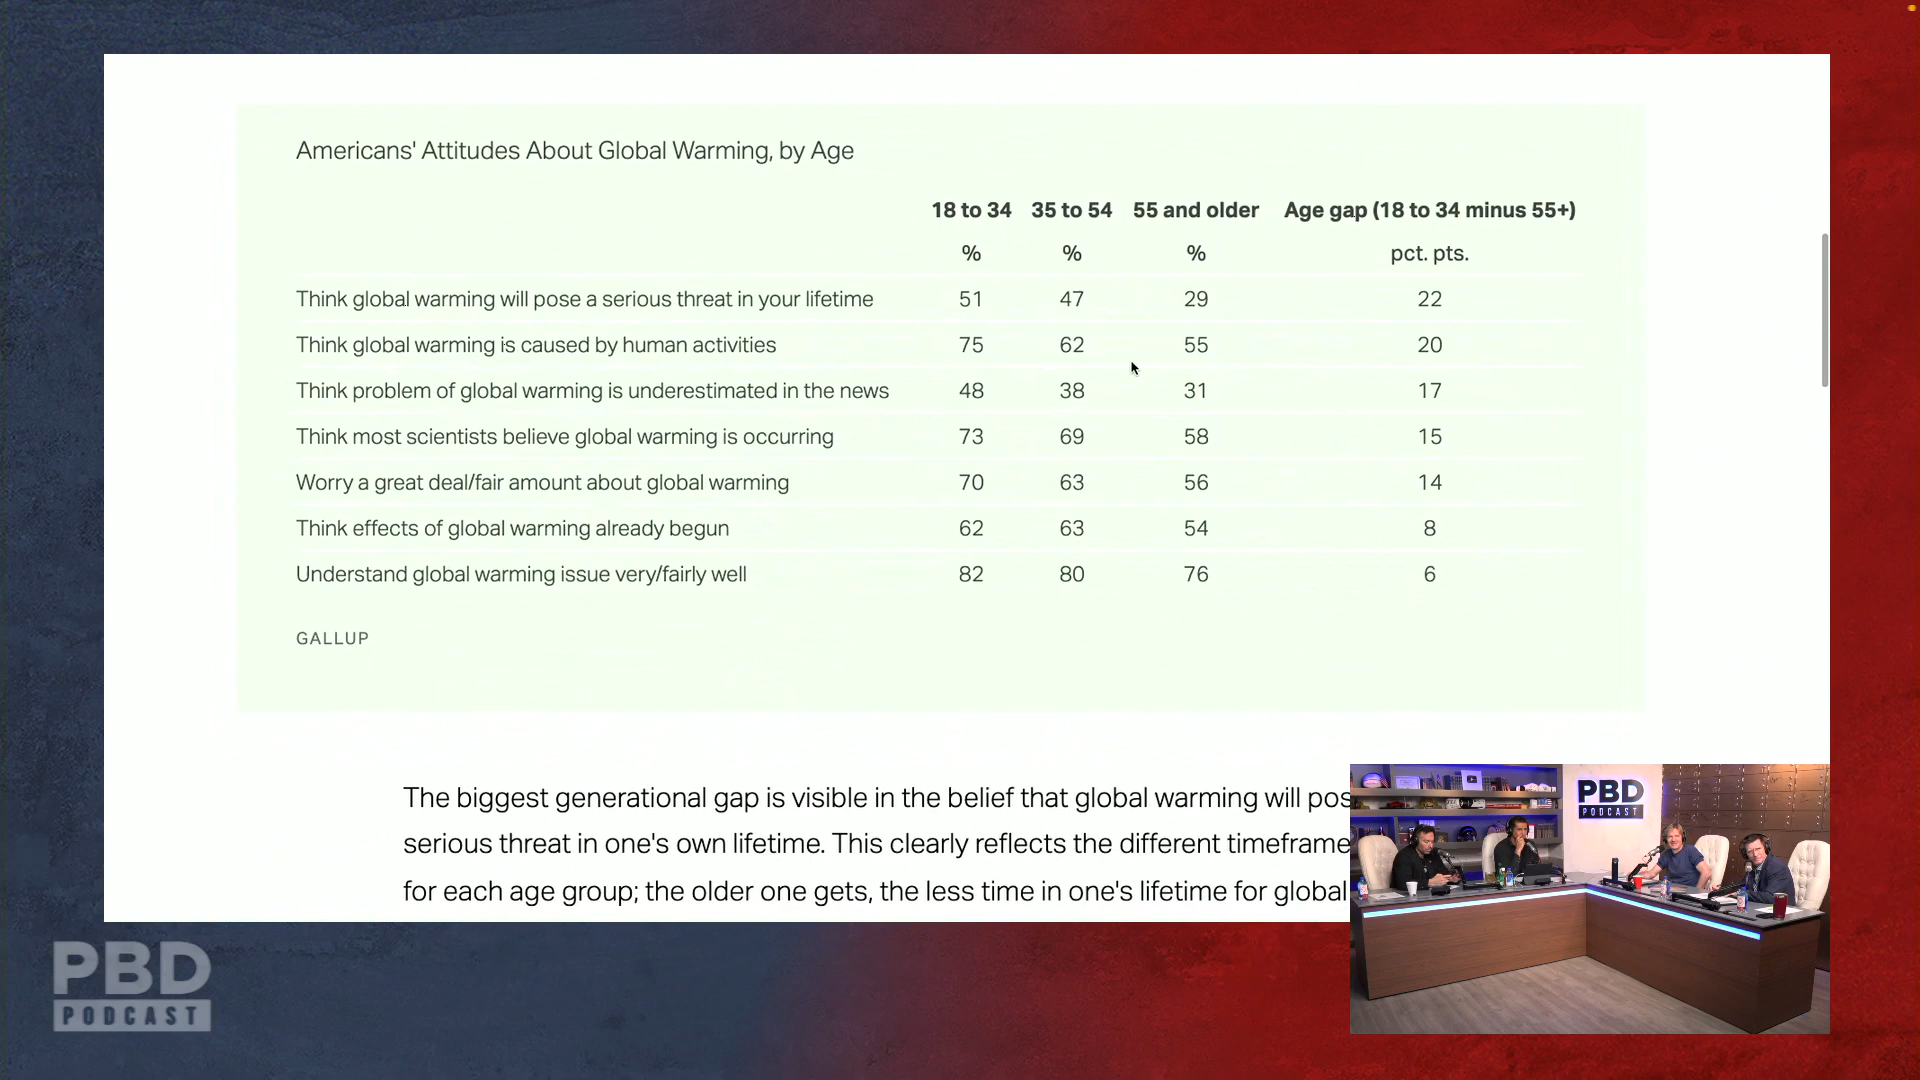 Americans' Attitudes About Global Warming, by Age
18 to 34 35 to 54 55 and older Age gap (18 to 34 minus 55+)
% % % pct. pts.
Think global warming will pose a serious threat in your lifetime 51 47 29 22
Think global warming is caused by human activities 75 62 55 20
Think problem of global warming is underestimated in the news 48 38 31 17
Think most scientists believe global warming is occurring 73 69 58 15
Worry a great deal/fair amount about global warming 70 63 56 14
Think effects of global warming already begun 62 63 54 8
Understand global warming issue very/fairly well 82 80 76 6
GALLUP
The biggest generational gap is visible in the belief that global warming will pos
serious threat in one's own lifetime. This clearly reflects the different timeframe
for each age group; the older one gets, the less time in one's lifetime for global
PBD
PODCAST
PBD
PODCAST